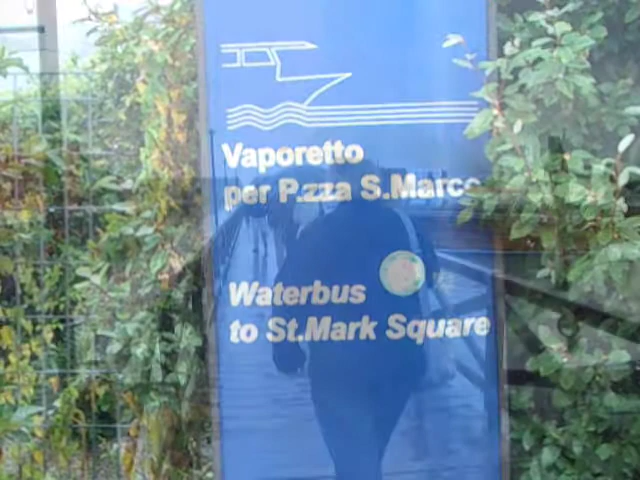 Vaporetto
per P.zza S.Marco
Waterbus
to St.Mark Square